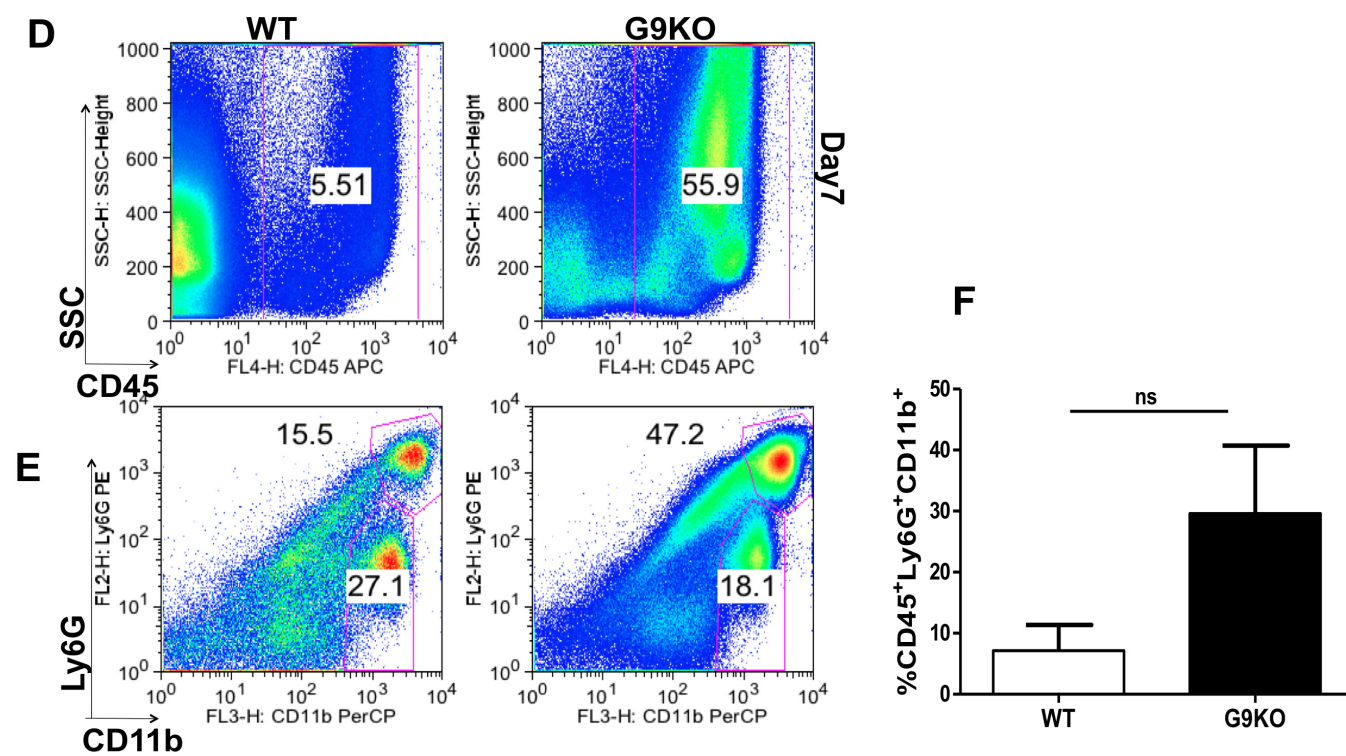 D
WT
G9KO
1000
800
600
400
200
0
SSC-H: SSC-Height
5.51
10^0 10^1 10^2 10^3 10^4
FL4-H: CD45 APC
1000
800
600
400
200
0
SSC-H: SSC-Height
55.9
10^0 10^1 10^2 10^3 10^4
FL4-H: CD45 APC
Day7
SSC
CD45
E
10^4
10^3
10^2
10^1
10^0
FL2-H: Ly6G PE
15.5
27.1
10^0 10^1 10^2 10^3 10^4
FL3-H: CD11b PerCP
10^4
10^3
10^2
10^1
10^0
FL2-H: Ly6G PE
47.2
18.1
10^0 10^1 10^2 10^3 10^4
FL3-H: CD11b PerCP
Ly6G
CD11b
F
%CD45+Ly6G+CD11b+
50
40
30
20
10
0
ns
WT G9KO